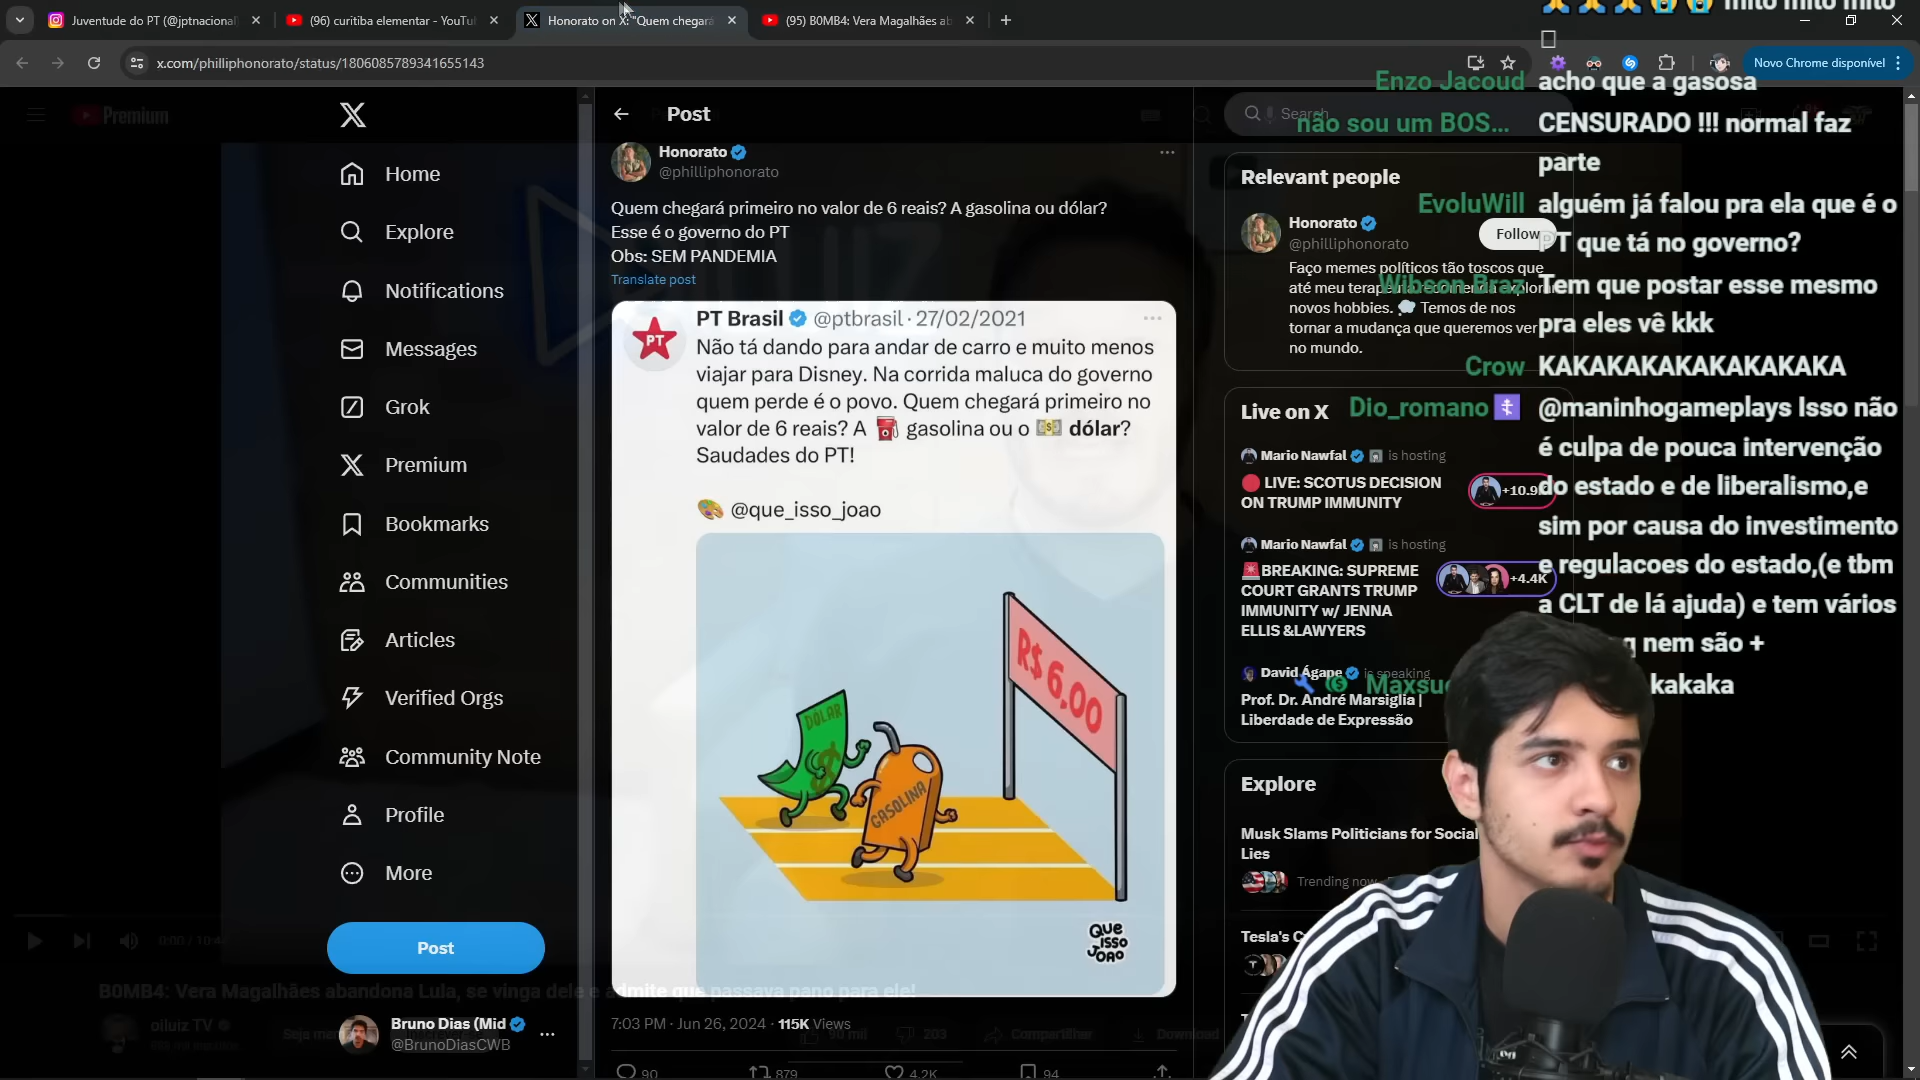 Juventude do PT (@jptnacional
(96) curitiba elementar - YouTu
Honorato on X: "Quem chegará
(95) B0MB4: Vera Magalhães ab
mito mito mito
x.com/philliphonorato/status/1806085789341655143
Novo Chrome disponível
Premium
Home
Explore
Notifications
Messages
Grok
Premium
Bookmarks
Communities
Articles
Verified Orgs
Community Note
Profile
More
Post
Bruno Dias (Mid
@BrunoDiasCWB
Post
Honorato
@philliphonorato
Quem chegará primeiro no valor de 6 reais? A gasolina ou dólar?
Esse é o governo do PT
Obs: SEM PANDEMIA
Translate post
PT
PT Brasil @ptbrasil · 27/02/2021
Não tá dando para andar de carro e muito menos
viajar para Disney. Na corrida maluca do governo
quem perde é o povo. Quem chegará primeiro no
valor de 6 reais? A ⛽ gasolina ou o 💵 dólar?
Saudades do PT!
🎨 @que_isso_joao
R$ 6,00
DÓLAR
GASOLINA
QUE
ISSO
JOAO
B0MB4: Vera Magalhães abandona Lula, se vinga dele e admite que passava pano para ele!
oiluiz TV
7:03 PM · Jun 26, 2024 · 115K Views
203
Compartilhar
Download
90
879
4.2K
94
Search
Relevant people
Honorato
@philliphonorato
Follow
Faço memes políticos tão toscos que
até meu terapeuta recomenda explorar
novos hobbies. Temos de nos
tornar a mudança que queremos ver
no mundo.
Live on X
Mario Nawfal is hosting
🔴 LIVE: SCOTUS DECISION
ON TRUMP IMMUNITY
Mario Nawfal is hosting
🚨BREAKING: SUPREME
COURT GRANTS TRUMP
IMMUNITY w/ JENNA
ELLIS &LAWYERS
+4.4K
David Ágape is speaking
Prof. Dr. André Marsiglia |
Liberdade de Expressão
Explore
Musk Slams Politicians for Social
Lies
Trending now
Tesla's
Enzo Jacoud acho que a gasosa
não sou um BOS... CENSURADO !!! normal faz
parte
EvoluWill alguém já falou pra ela que é o
PT que tá no governo?
Wibson Braz Tem que postar esse mesmo
pra eles vê kkk
Crow KAKAKAKAKAKAKAKA
Dio_romano @maninhogameplays Isso não
é culpa de pouca intervenção
do estado e de liberalismo,e
sim por causa do investimento
e regulacoes do estado,(e tbm
a CLT de lá ajuda) e tem vários
nem são +
kakaka